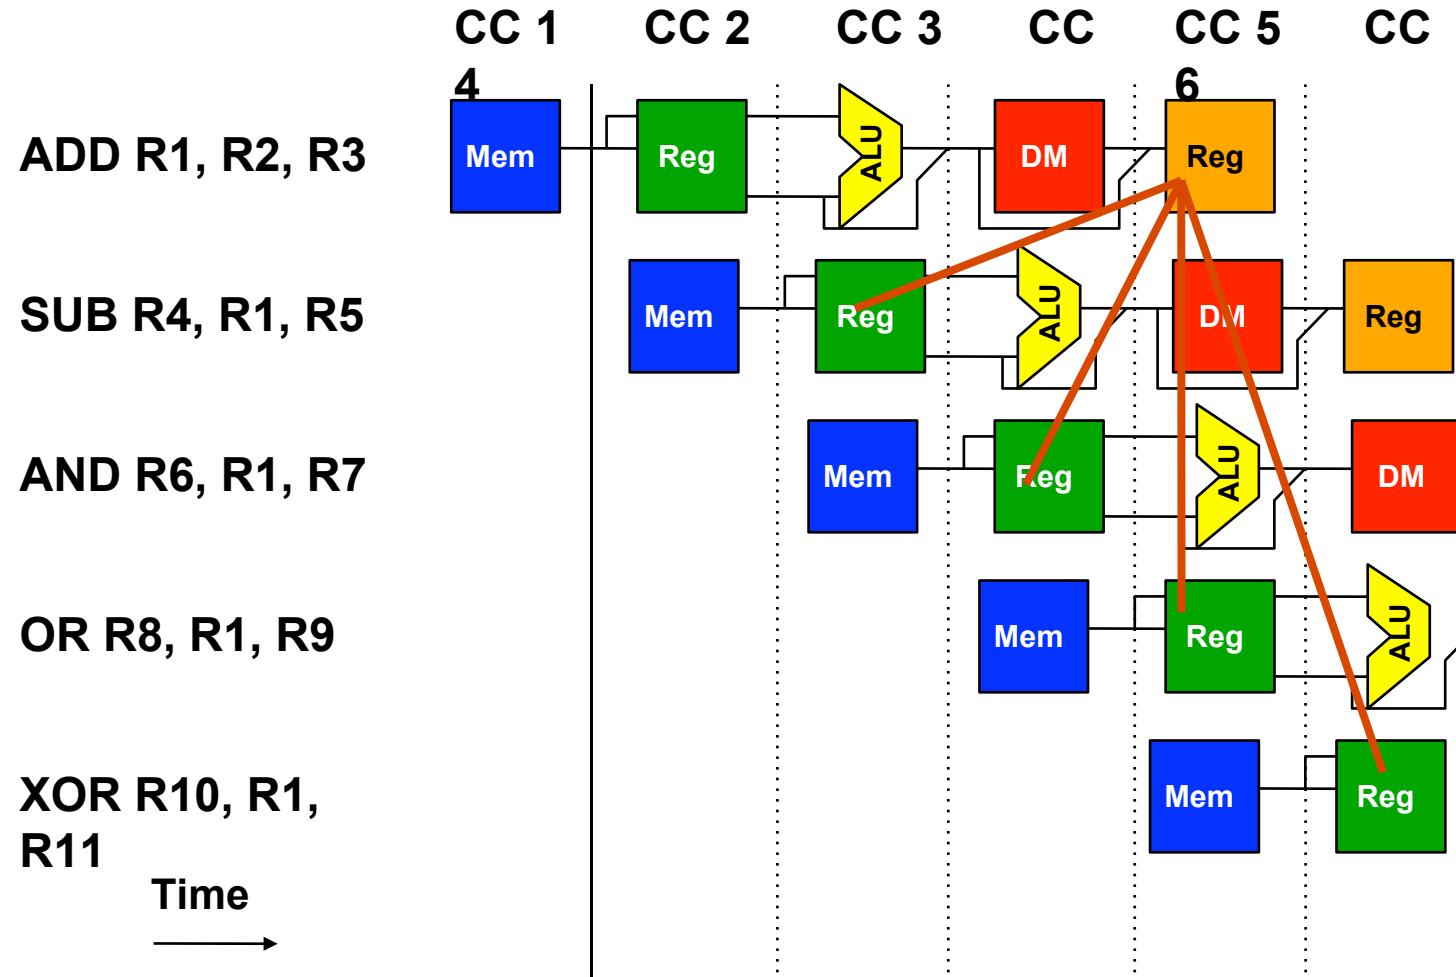 CC 1 CC 2 CC 3 CC CC 5 CC
4 6
ADD R1, R2, R3 Mem Reg ALU DM Reg
SUB R4, R1, R5 Mem Reg ALU DM Reg
AND R6, R1, R7 Mem Reg ALU DM
OR R8, R1, R9 Mem Reg ALU
XOR R10, R1, Mem Reg
R11
Time